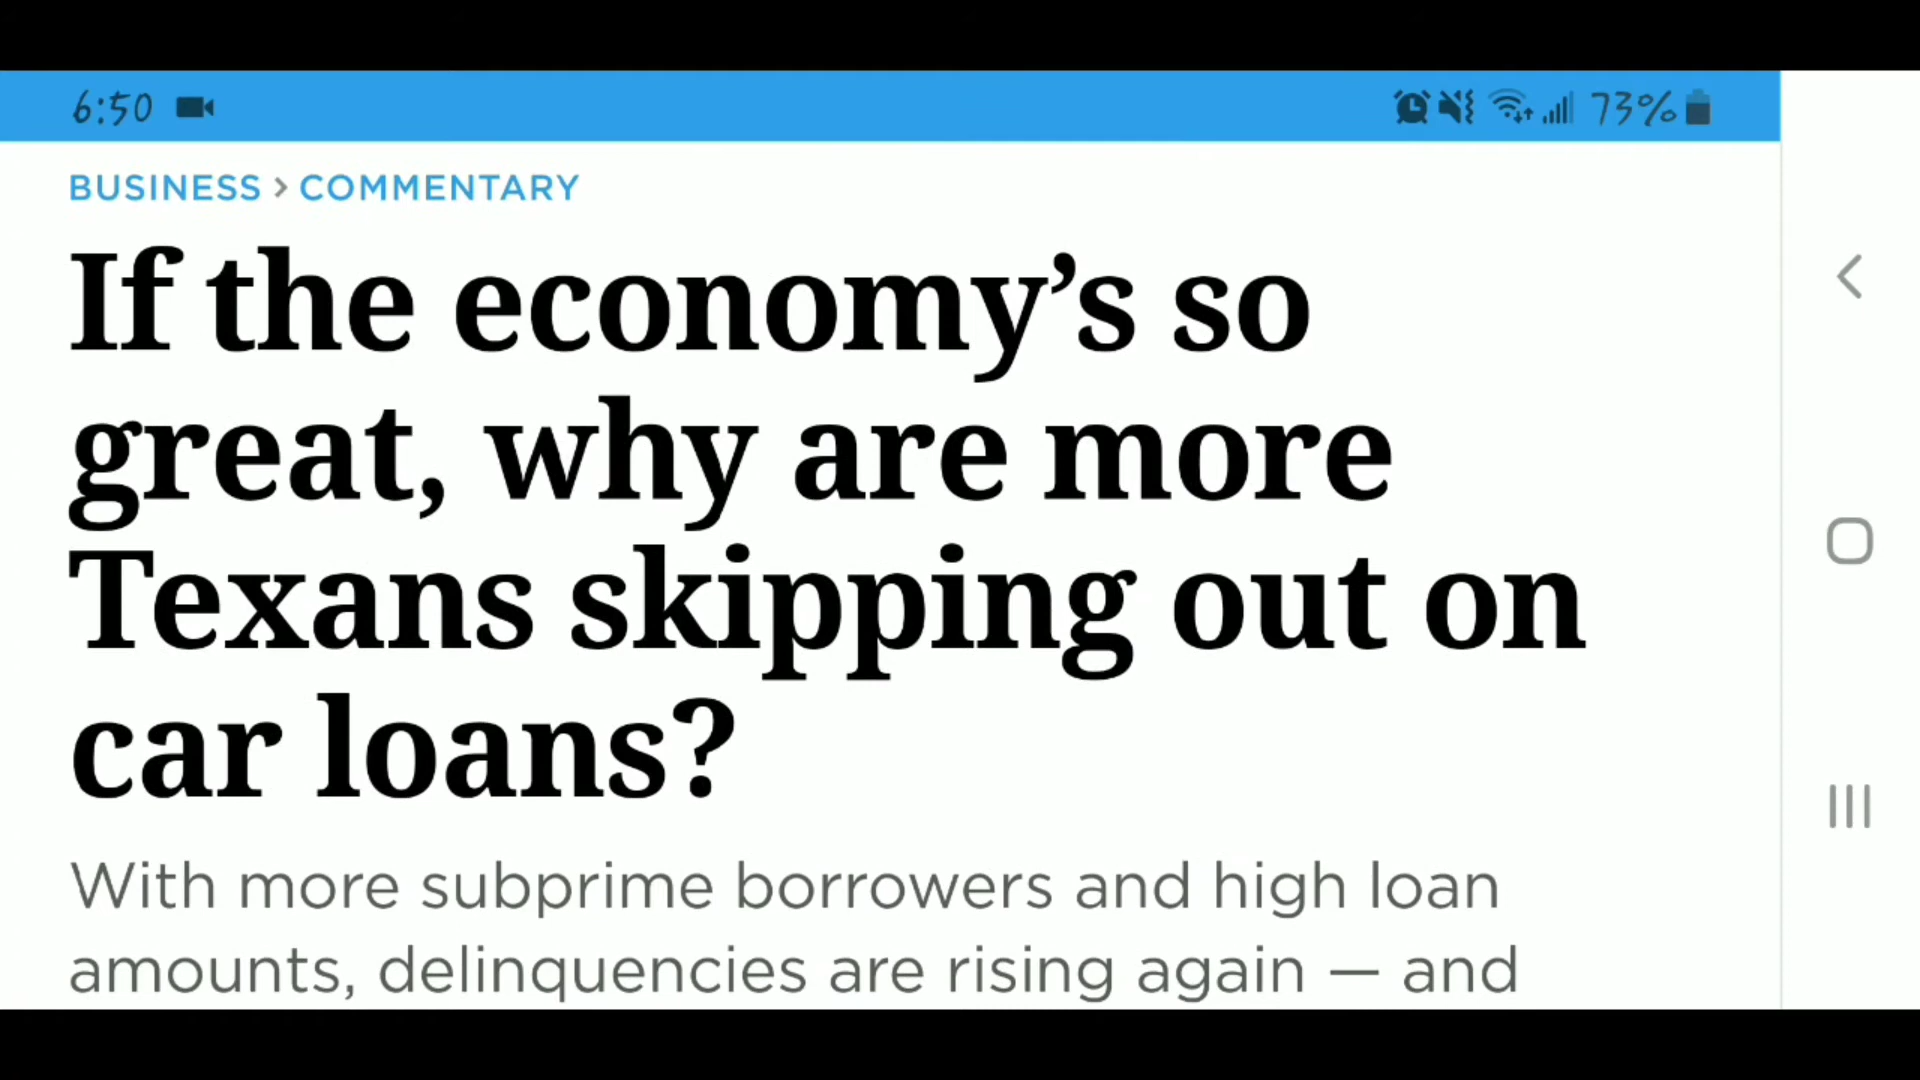 6:50 73%
BUSINESS > COMMENTARY
If the economy’s so
great, why are more
Texans skipping out on
car loans?
With more subprime borrowers and high loan
amounts, delinquencies are rising again — and